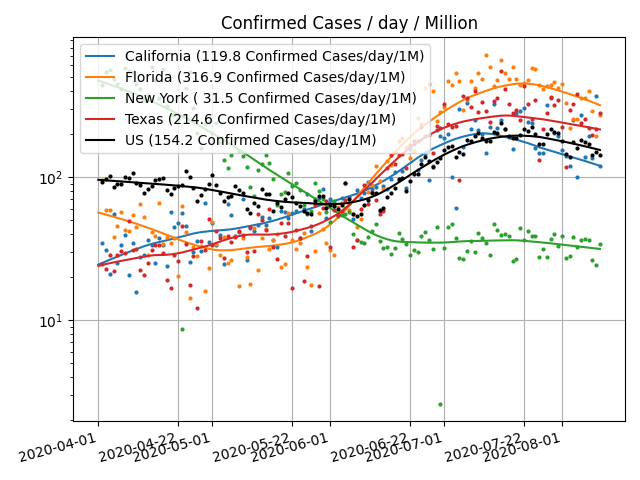 Confirmed Cases / day / Million
California (119.8 Confirmed Cases/day/1M)
Florida (316.9 Confirmed Cases/day/1M)
New York ( 31.5 Confirmed Cases/day/1M)
Texas (214.6 Confirmed Cases/day/1M)
US (154.2 Confirmed Cases/day/1M)
10²
10¹
2020-04-01
2020-04-22
2020-05-01
2020-05-22
2020-06-01
2020-06-22
2020-07-01
2020-07-22
2020-08-01